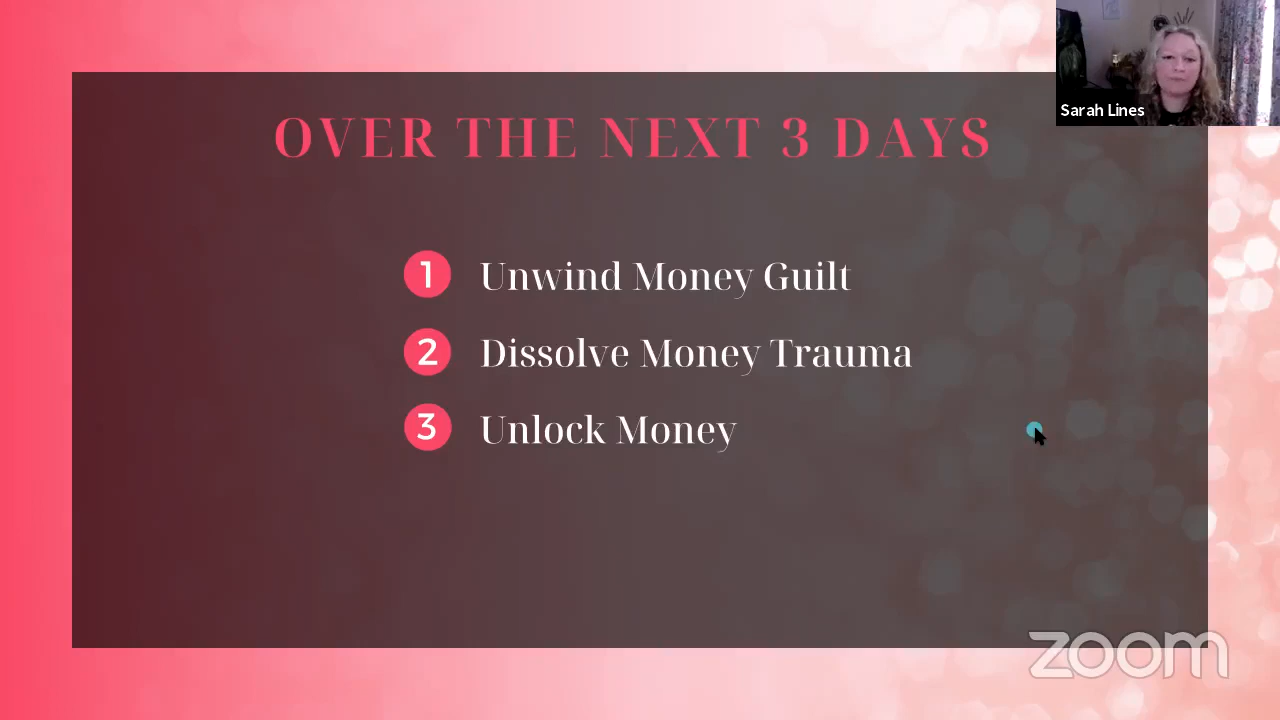 OVER THE NEXT 3 DAYS
1 Unwind Money Guilt
2 Dissolve Money Trauma
3 Unlock Money
Sarah Lines
zoom